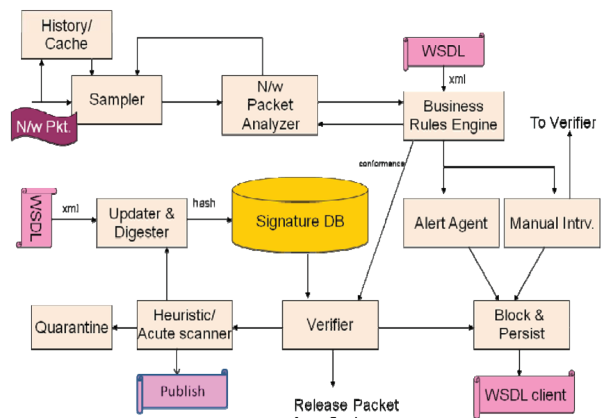 History/
Cache
Sampler
N/w Pkt.
N/w
Packet
Analyzer
WSDL
xml
Business
Rules Engine
To Verifier
conformance
WSDL
xml
Updater &
Digester
hash
Signature DB
Alert Agent
Manual Intrv.
Quarantine
Heuristic/
Acute scanner
Verifier
Block &
Persist
Publish
WSDL client
Release Packet